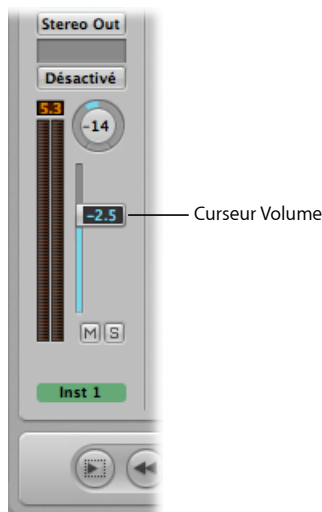 Stereo Out
Désactivé
5.3
-14
-2.5
Curseur Volume
M S
Inst 1